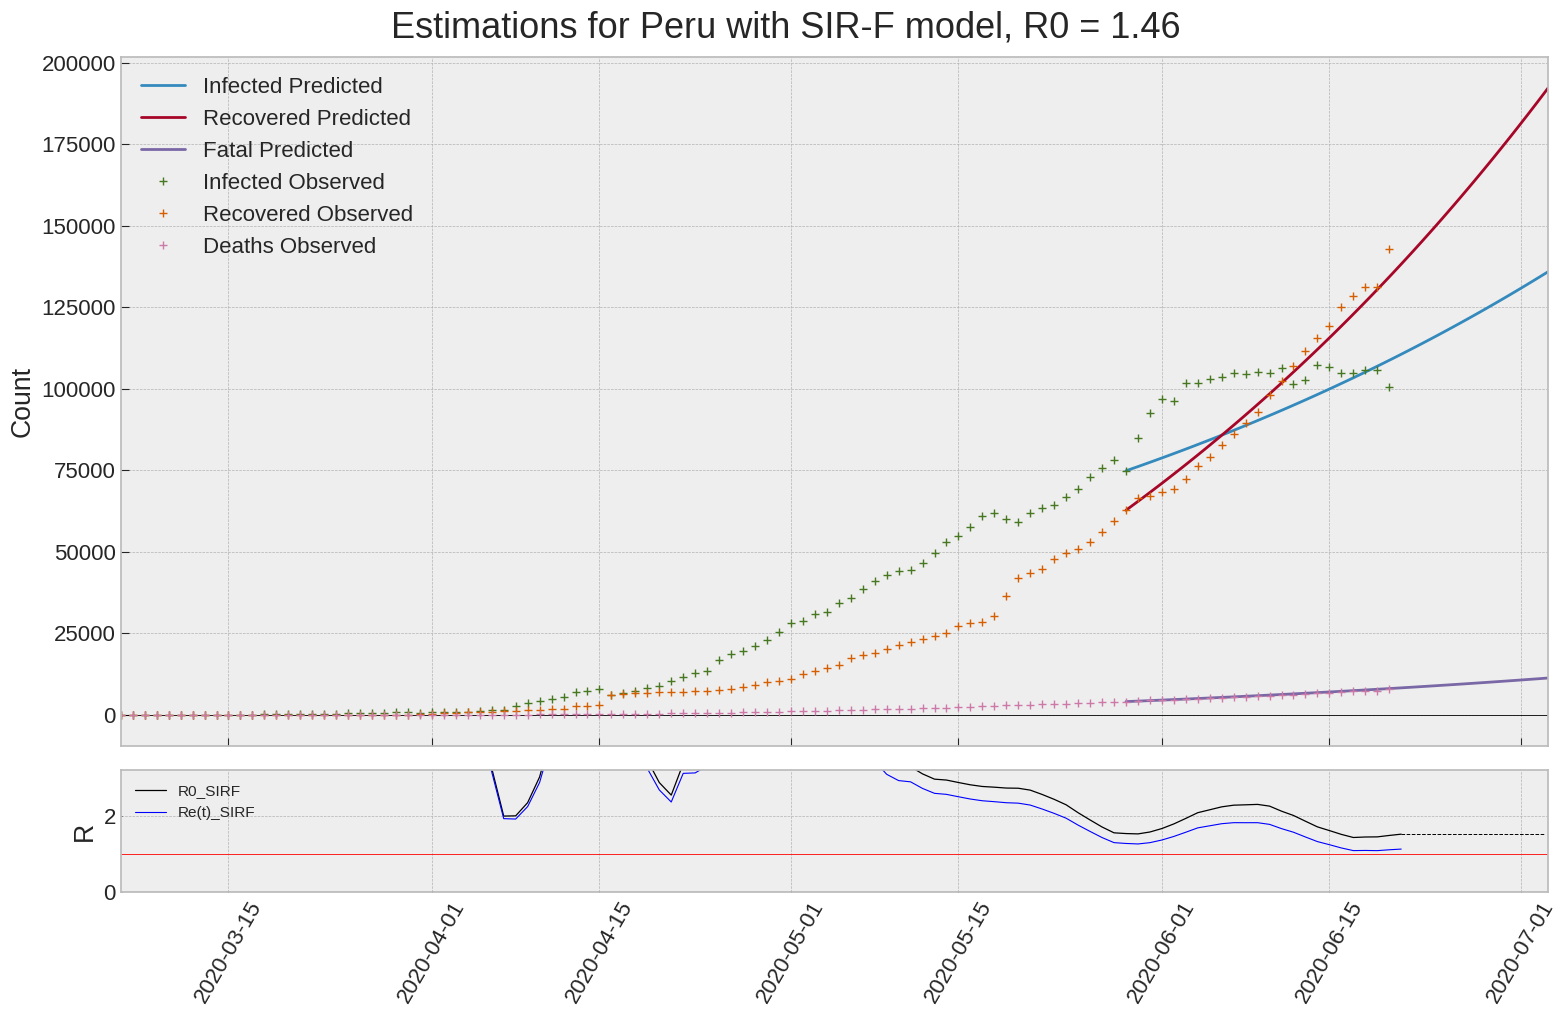 Estimations for Peru with SIR-F model, R0 = 1.46
Count
200000
175000
150000
125000
100000
75000
50000
25000
0
Infected Predicted
Recovered Predicted
Fatal Predicted
Infected Observed
Recovered Observed
Deaths Observed
R
2
0
R0_SIRF
Re(t)_SIRF
2020-03-15
2020-04-01
2020-04-15
2020-05-01
2020-05-15
2020-06-01
2020-06-15
2020-07-01